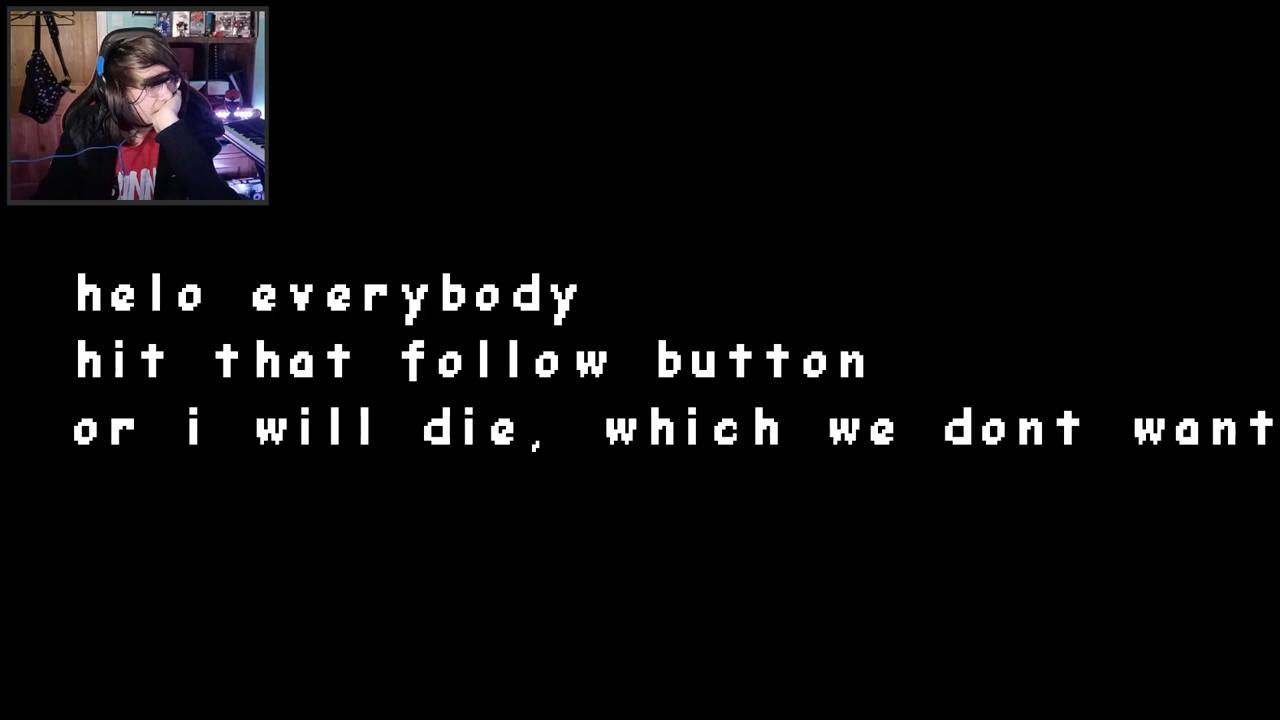 helo everybody
hit that follow button
or i will die, which we dont want